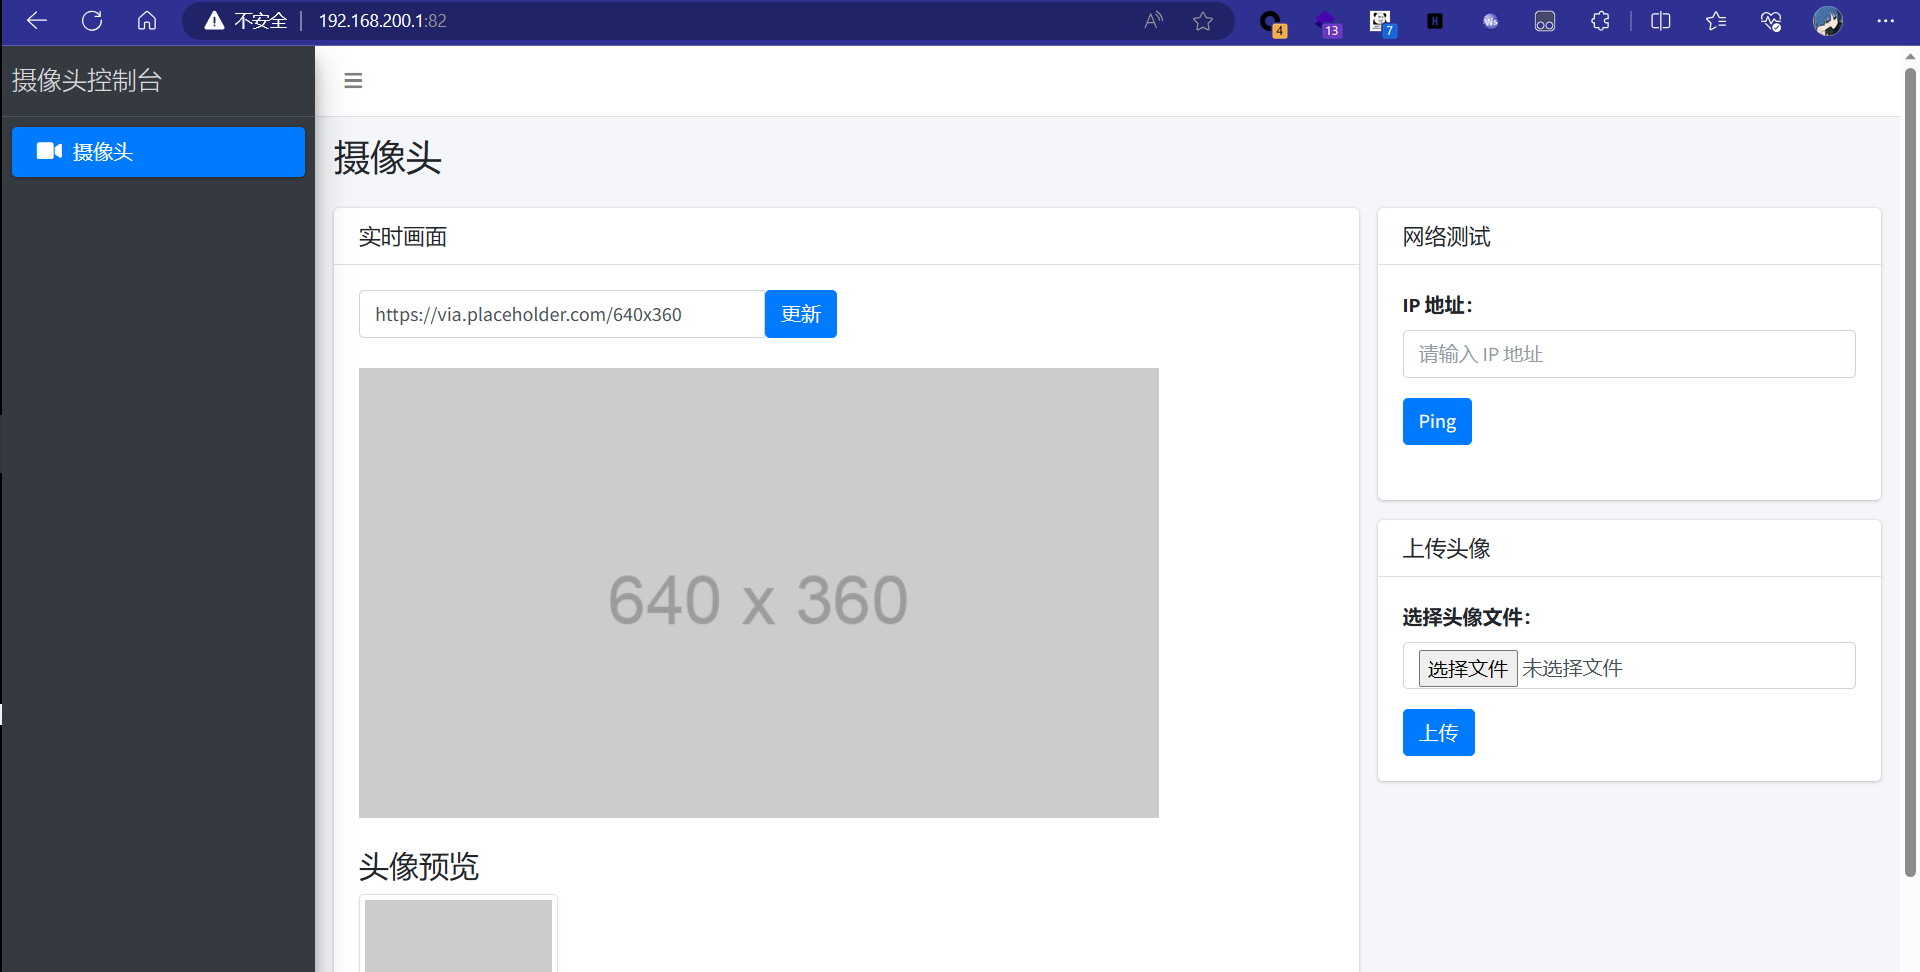 不安全 192.168.200.1:82
4
13
7
H
Ws
摄像头控制台
摄像头
摄像头
实时画面
https://via.placeholder.com/640x360 更新
640 x 360
头像预览
网络测试
IP 地址：
请输入 IP 地址
Ping
上传头像
选择头像文件：
选择文件 未选择文件
上传